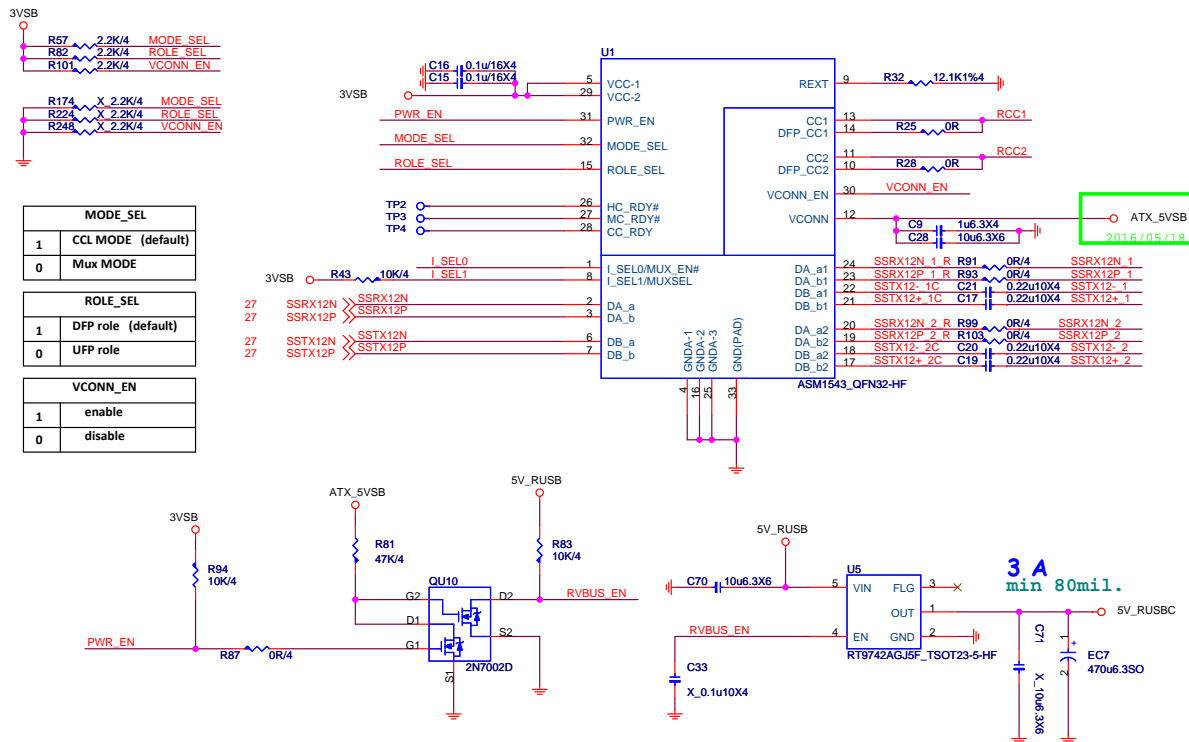 3VSB
R57 2.2K/4 MODE_SEL
R82 2.2K/4 ROLE_SEL
R101 2.2K/4 VCONN_EN
R174 X_2.2K/4 MODE_SEL
R224 X_2.2K/4 ROLE_SEL
R248 X_2.2K/4 VCONN_EN
MODE_SEL
1 CCL MODE (default)
0 Mux MODE
ROLE_SEL
1 DFP role (default)
0 UFP role
VCONN_EN
1 enable
0 disable
U1
C16 0.1u/16X4
C15 0.1u/16X4
3VSB
5 VCC-1
29 VCC-2
PWR_EN 31 PWR_EN
MODE_SEL 32 MODE_SEL
ROLE_SEL 15 ROLE_SEL
TP2 26 HC_RDY#
TP3 27 MC_RDY#
TP4 28 CC_RDY
I_SEL0 1 I_SEL0/MUX_EN#
3VSB R43 10K/4 I_SEL1 8 I_SEL1/MUXSEL
27 SSRX12N SSRX12N 2 DA_a
27 SSRX12P SSRX12P 3 DA_b
27 SSTX12N SSTX12N 6 DB_a
27 SSTX12P SSTX12P 7 DB_b
REXT 9 R32 12.1K1%4
CC1 13 RCC1
DFP_CC1 14 R25 0R
CC2 11 RCC2
DFP_CC2 10 R28 0R
VCONN_EN 30 VCONN_EN
VCONN 12 ATX_5VSB
C9 1u6.3X4
C28 10u6.3X6
2016/05/18
DA_a1 24 SSRX12N_1_R R91 0R/4 SSRX12N_1
DA_b1 23 SSRX12P_1_R R93 0R/4 SSRX12P_1
DB_a1 22 SSTX12-_1C C21 0.22u10X4 SSTX12-_1
DB_b1 21 SSTX12+_1C C17 0.22u10X4 SSTX12+_1
DA_a2 20 SSRX12N_2_R R99 0R/4 SSRX12N_2
DA_b2 19 SSRX12P_2_R R103 0R/4 SSRX12P_2
DB_a2 18 SSTX12-_2C C20 0.22u10X4 SSTX12-_2
DB_b2 17 SSTX12+_2C C19 0.22u10X4 SSTX12+_2
GNDA-1 GNDA-2 GNDA-3 GND(PAD)
4 16 25 33
ASM1543_QFN32-HF
3VSB
R94
10K/4
PWR_EN
R87 0R/4
ATX_5VSB
R81
47K/4
5V_RUSB
R83
10K/4
QU10
G2 D2
D1
S2
G1
S1
2N7002D
RVBUS_EN
5V_RUSB
C70 10u6.3X6
U5
5 VIN FLG 3
OUT 1
RVBUS_EN 4 EN GND 2
RT9742AGJ5F_TSOT23-5-HF
C33
X_0.1u10X4
3 A
min 80mil.
5V_RUSBC
C71
X_10u6.3X6
1
+
EC7
470u6.3SO
2